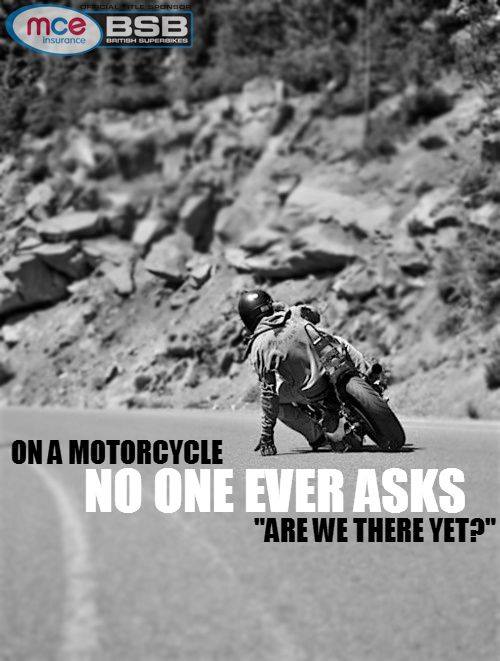 OFFICIAL TITLE SPONSOR
mce
insurance
BSB
BRITISH SUPERBIKES
ON A MOTORCYCLE
NO ONE EVER ASKS
"ARE WE THERE YET?"